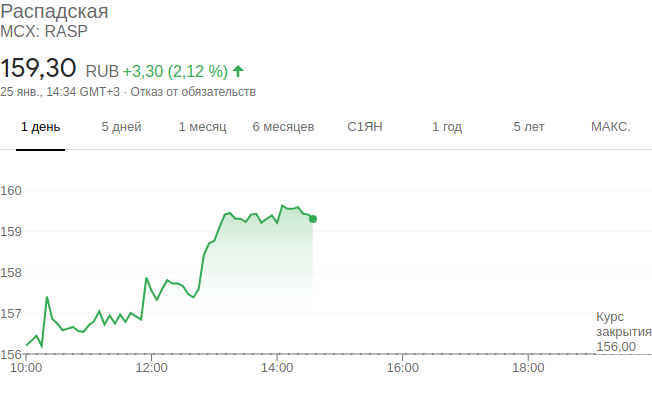 Распадская
MCX: RASP
159,30 RUB +3,30 (2,12 %)
25 янв., 14:34 GMT+3 · Отказ от обязательств
1 день 5 дней 1 месяц 6 месяцев С1ЯН 1 год 5 лет МАКС.
160
159
158
157
Курс
закрытия
156,00
156
10:00 12:00 14:00 16:00 18:00